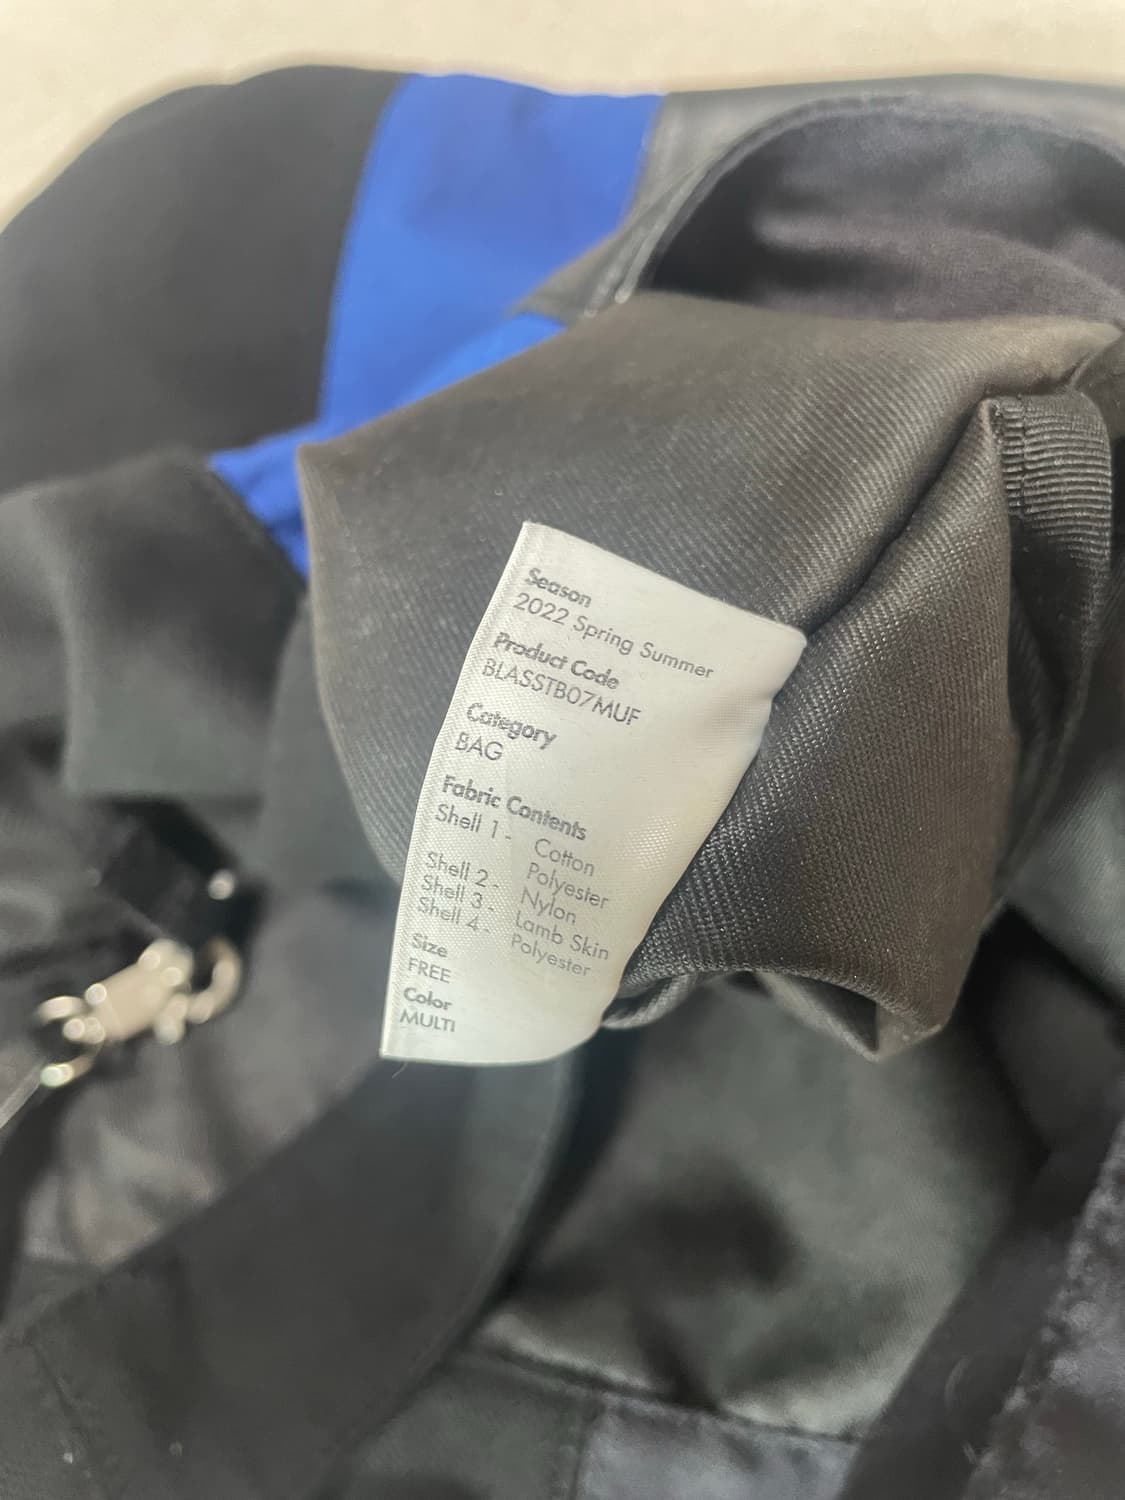 Season
2022 Spring Summer
Product Code
BLASSTB07MUF
Category
BAG
Fabric Contents
Shell 1 - Cotton
Polyester
Shell 2 - Nylon
Shell 3 - Lamb Skin
Shell 4 - Polyester
Size
FREE
Color
MULTI